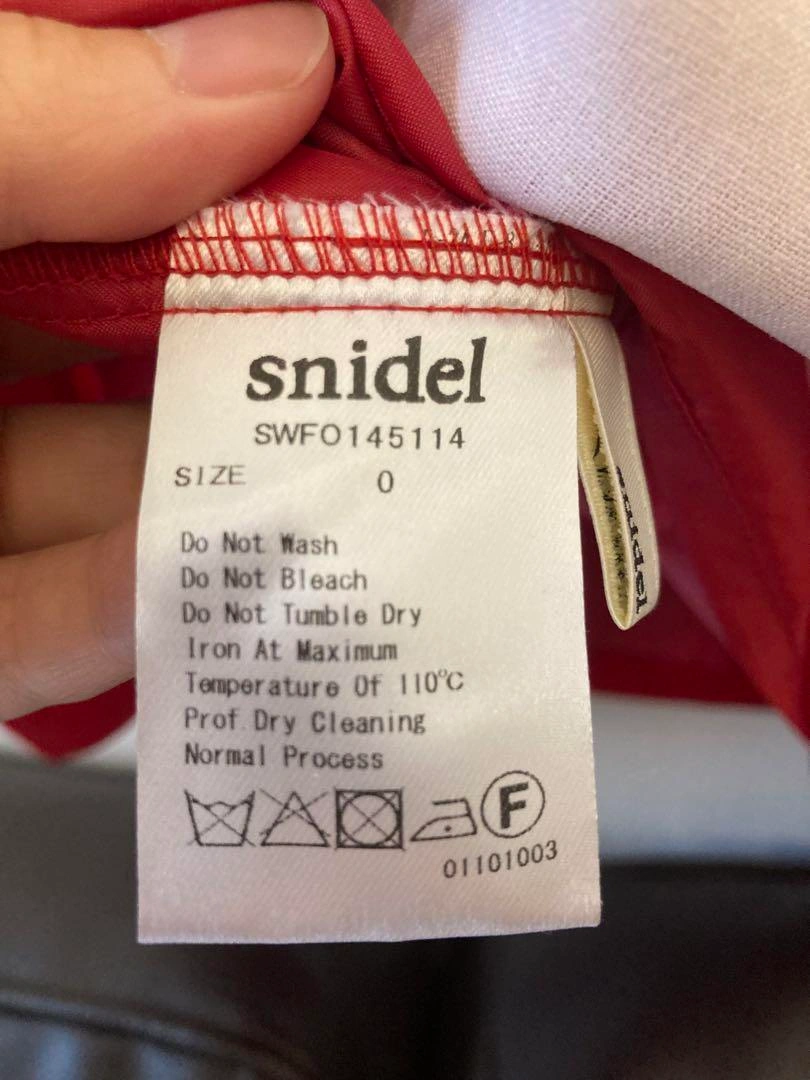 snidel
SWFO145114
SIZE 0
Do Not Wash
Do Not Bleach
Do Not Tumble Dry
Iron At Maximum
Temperature Of 110℃
Prof.Dry Cleaning
Normal Process
F
01101003
snidel